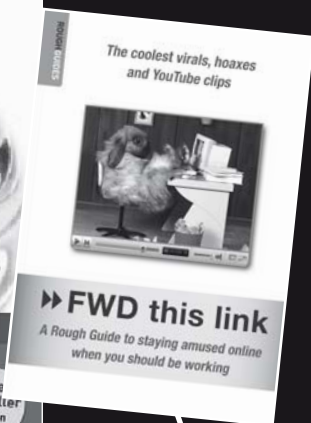 ROUGH GUIDES
The coolest virals, hoaxes
and YouTube clips
FWD this link
A Rough Guide to staying amused online
when you should be working